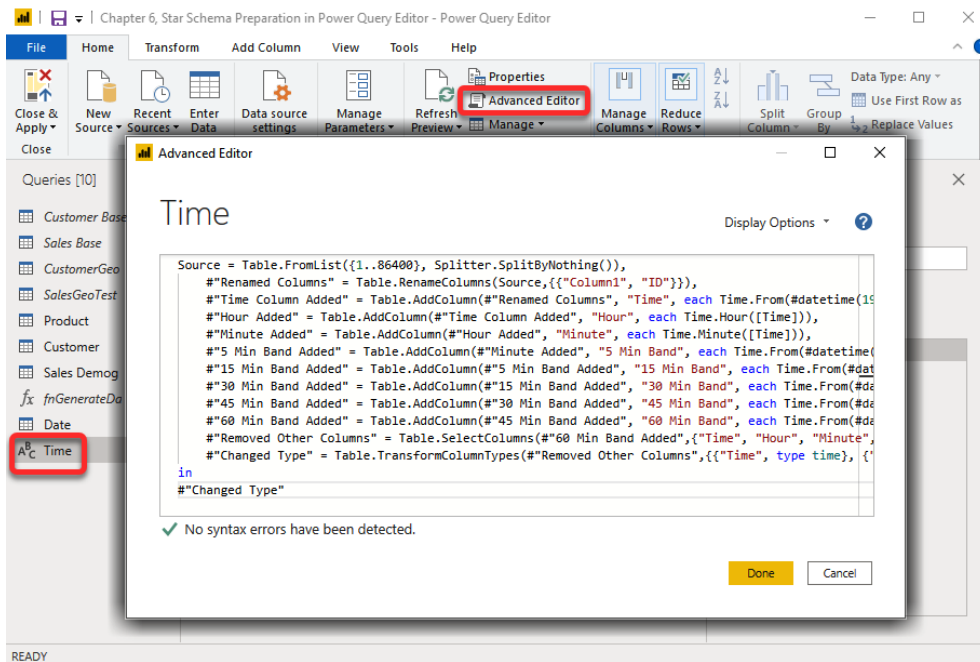 Chapter 6, Star Schema Preparation in Power Query Editor - Power Query Editor
File Home Transform Add Column View Tools Help
Close & Apply
New Source
Recent Sources
Enter Data
Data source settings
Manage Parameters
Refresh Preview
Properties
Advanced Editor
Manage
Manage Columns
Reduce Rows
Split Column
Group By
Data Type: Any
Use First Row as
Replace Values
Close
Queries [10]
Customer Base
Sales Base
CustomerGeo
SalesGeoTest
Product
Customer
Sales Demog
fx fnGenerateDa
Date
ABC Time
Advanced Editor
Time
Display Options
?
Source = Table.FromList({1..86400}, Splitter.SplitByNothing()),
#"Renamed Columns" = Table.RenameColumns(Source,{{"Column1", "ID"}}),
#"Time Column Added" = Table.AddColumn(#"Renamed Columns", "Time", each Time.From(#datetime(19
#"Hour Added" = Table.AddColumn(#"Time Column Added", "Hour", each Time.Hour([Time])),
#"Minute Added" = Table.AddColumn(#"Hour Added", "Minute", each Time.Minute([Time])),
#"5 Min Band Added" = Table.AddColumn(#"Minute Added", "5 Min Band", each Time.From(#datetime(
#"15 Min Band Added" = Table.AddColumn(#"5 Min Band Added", "15 Min Band", each Time.From(#dat
#"30 Min Band Added" = Table.AddColumn(#"15 Min Band Added", "30 Min Band", each Time.From(#da
#"45 Min Band Added" = Table.AddColumn(#"30 Min Band Added", "45 Min Band", each Time.From(#da
#"60 Min Band Added" = Table.AddColumn(#"45 Min Band Added", "60 Min Band", each Time.From(#da
#"Removed Other Columns" = Table.SelectColumns(#"60 Min Band Added",{"Time", "Hour", "Minute",
#"Changed Type" = Table.TransformColumnTypes(#"Removed Other Columns",{{"Time", type time}, {"
in
#"Changed Type"
No syntax errors have been detected.
Done Cancel
READY